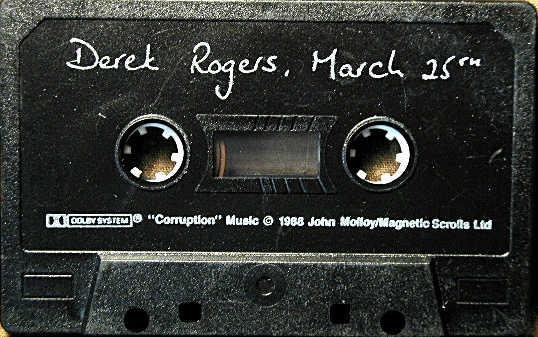 Derek Rogers, March 25TH
DOLBY SYSTEM ® "Corruption" Music © 1988 John Molloy/Magnetic Scrolls Ltd